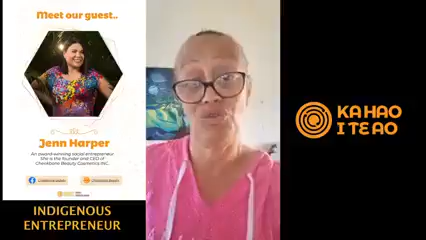 Meet our guest..
Jenn Harper
An award-winning social entrepreneur
She is the founder and CEO of
Cheekbone Beauty Cosmetics INC.
INDIGENOUS
ENTREPRENEUR
KA HAO
I TE AO